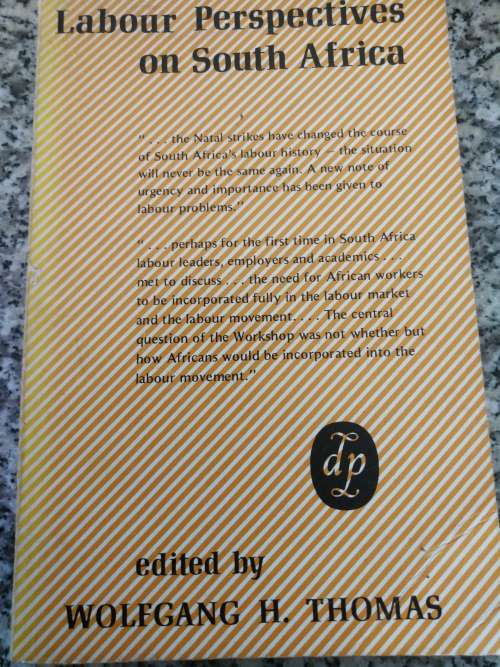 Labour Perspectives
on South Africa
". . . the Natal strikes have changed the course
of South Africa's labour history — the situation
will never be the same again. A new note of
urgency and importance has been given to
labour problems."
". . . perhaps for the first time in South Africa
labour leaders, employers and academics . . .
met to discuss . . . the need for African workers
to be incorporated fully in the labour market
and the labour movement. . . . The central
question of the Workshop was not whether but
how Africans would be incorporated into the
labour movement."
dp
edited by
WOLFGANG H. THOMAS